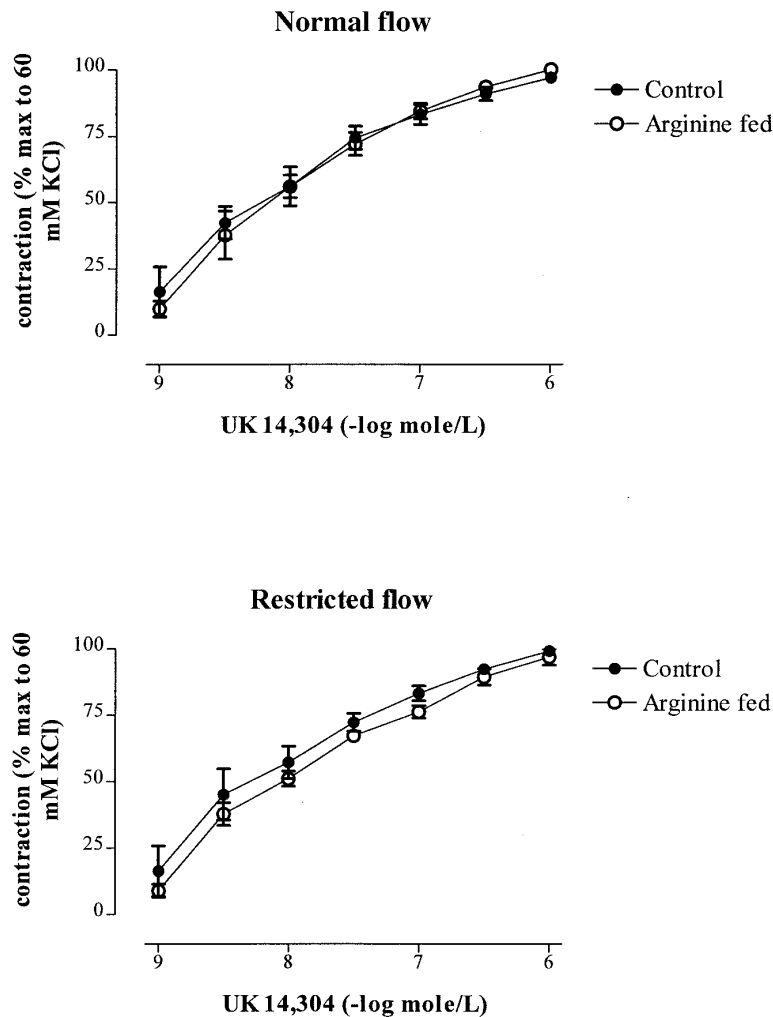 Normal flow
contraction (% max to 60
mM KCl)
100
75
50
25
0
9
8
7
6
UK 14,304 (-log mole/L)
Control
Arginine fed
Restricted flow
contraction (% max to 60
mM KCl)
100
75
50
25
0
9
8
7
6
UK 14,304 (-log mole/L)
Control
Arginine fed